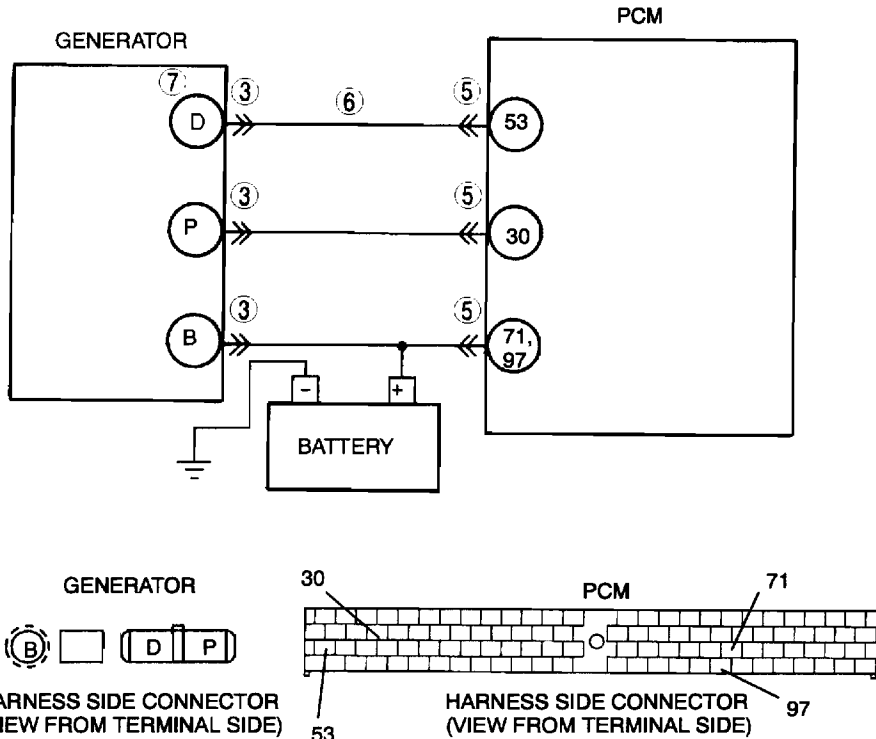 PCM
GENERATOR
7
3
6
5
D
53
3
5
P
30
3
5
B
71,
97
-
+
BATTERY
GENERATOR
30
PCM
71
B
D
P
HARNESS SIDE CONNECTOR
(VIEW FROM TERMINAL SIDE)
53
HARNESS SIDE CONNECTOR
(VIEW FROM TERMINAL SIDE)
97